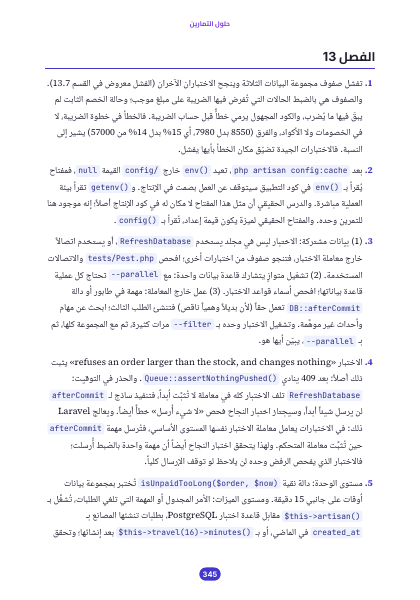 حلول التمارين
الفصل 13
1. تفشل صفوف مجموعة البيانات الثلاثة وينجح الاختباران الآخران (الفشل معروض في القسم 13.7).
والصفوف هي بالضبط الحالات التي تُفرض فيها الضريبة على مبلغ موجب؛ وحالة الخصم الثابت لم
يبقَ فيها ما يُضرب، والكود المجهول يرمي خطأً قبل حساب الضريبة. فالخطأ في خطوة الضريبة، لا
في الخصومات ولا الأكواد، والفرق (8550 بدل 7980، أي 15% بدل 14% من 57000) يشير إلى
النسبة. فالاختبارات الجيدة تضيّق مكان الخطأ بأيها يفشل.
2. بعد php artisan config:cache، تعيد env() خارج config/ القيمة null، فمفتاح
يُقرأ بـ env() في كود التطبيق سيتوقف عن العمل بصمت في الإنتاج. و getenv() تقرأ بيئة
العملية مباشرة. والدرس الحقيقي أن مثل هذا المفتاح لا مكان له في كود الإنتاج أصلاً؛ إنه موجود هنا
للتمرين وحده. والمفتاح الحقيقي لميزة يكون قيمة إعداد، تُقرأ بـ config().
3. (1) بيانات مشتركة: الاختبار ليس في مجلد يستخدم RefreshDatabase، أو يستخدم اتصالاً
خارج معاملة الاختبار، فتنجو صفوف من اختبارات أخرى؛ افحص tests/Pest.php والاتصالات
المستخدمة. (2) تشغيل متوازٍ يتشارك قاعدة بيانات واحدة: مع --parallel تحتاج كل عملية
قاعدة بياناتها؛ افحص أسماء قواعد الاختبار. (3) عمل خارج المعاملة: مهمة في طابور أو دالة
DB::afterCommit تعمل حقاً (لأن بديلاً وهمياً ناقص) فتنشئ الطلب الثالث؛ ابحث عن مهام
وأحداث غير موهَّمة. وتشغيل الاختبار وحده بـ --filter مرات كثيرة، ثم مع المجموعة كلها، ثم
بـ --parallel، يبيّن أيها هو.
4. الاختبار «refuses an order larger than the stock, and changes nothing» يثبت
ذلك أصلاً: بعد 409 ينادي Queue::assertNothingPushed(). والحذر في التوقيت:
RefreshDatabase تلف الاختبار كله في معاملة لا تُثبَّت أبداً، فتنفيذ ساذج لـ afterCommit
لن يرسل شيئاً أبداً، وسيجتاز اختبار النجاح فحص «لا شيء أُرسل» خطأً أيضاً. ويعالج Laravel
ذلك: في الاختبارات يعامل معاملة الاختبار نفسها المستوى الأساسي، فتُرسل مهمة afterCommit
حين تُثبَّت معاملة المتحكم. ولهذا يتحقق اختبار النجاح أيضاً أن مهمة واحدة بالضبط أُرسلت؛
فالاختبار الذي يفحص الرفض وحده لن يلاحظ لو توقف الإرسال كلياً.
5. مستوى الوحدة: دالة نقية isUnpaidTooLong($order, $now) تُختبر بمجموعة بيانات
أوقات على جانبي 15 دقيقة. ومستوى الميزات: الأمر المجدول أو المهمة التي تلغي الطلبات، تُشغَّل بـ
$this->artisan() مقابل قاعدة اختبار PostgreSQL، بطلبات تنشئها المصانع بـ
created_at في الماضي، أو بـ $this->travel(16)->minutes() بعد إنشائها؛ وتحقق
345